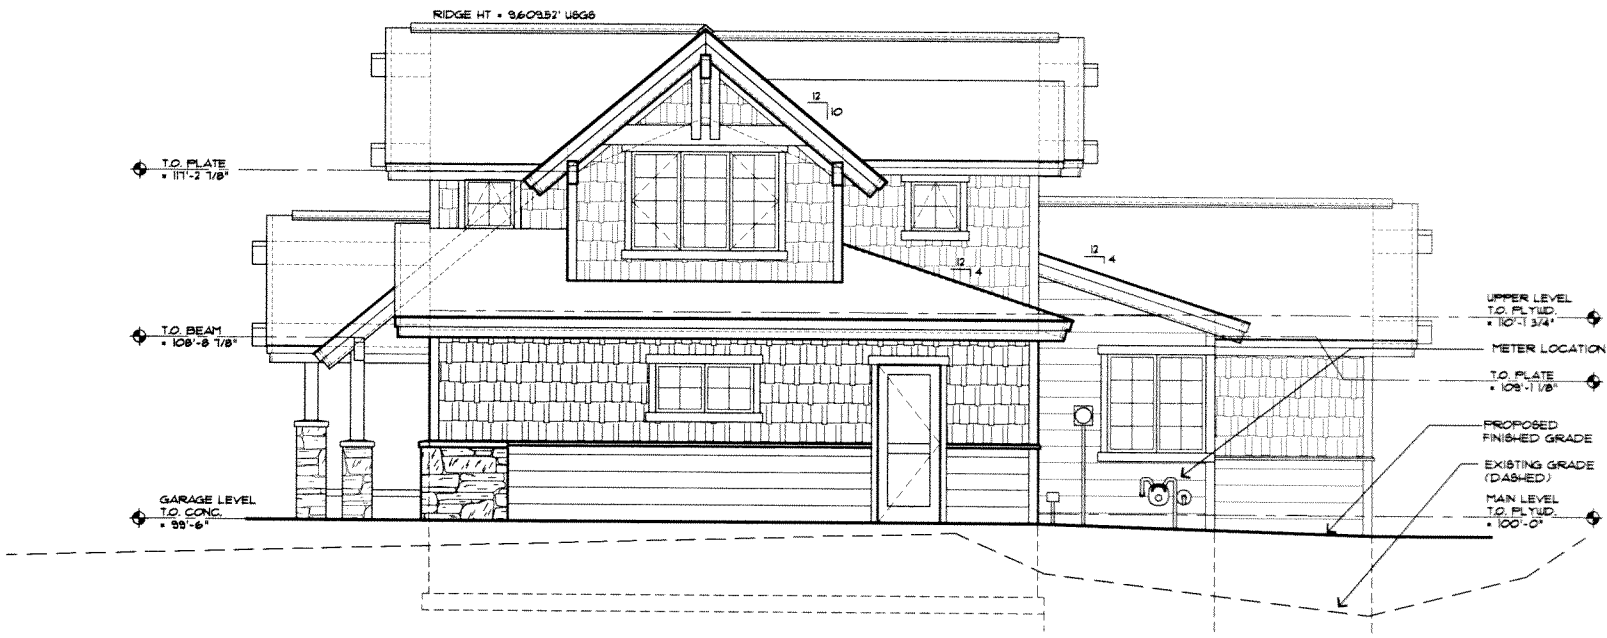 RIDGE HT = 9,609.52' USGS
12
10
T.O. PLATE
= 117'-2 7/8"
12
4
12
4
UPPER LEVEL
T.O. PLYWD.
= 110'-1 3/4"
T.O. BEAM
= 108'-8 7/8"
METER LOCATION
T.O. PLATE
= 109'-1 1/8"
PROPOSED
FINISHED GRADE
EXISTING GRADE
(DASHED)
GARAGE LEVEL
T.O. CONC.
= 99'-6"
MAIN LEVEL
T.O. PLYWD.
= 100'-0"